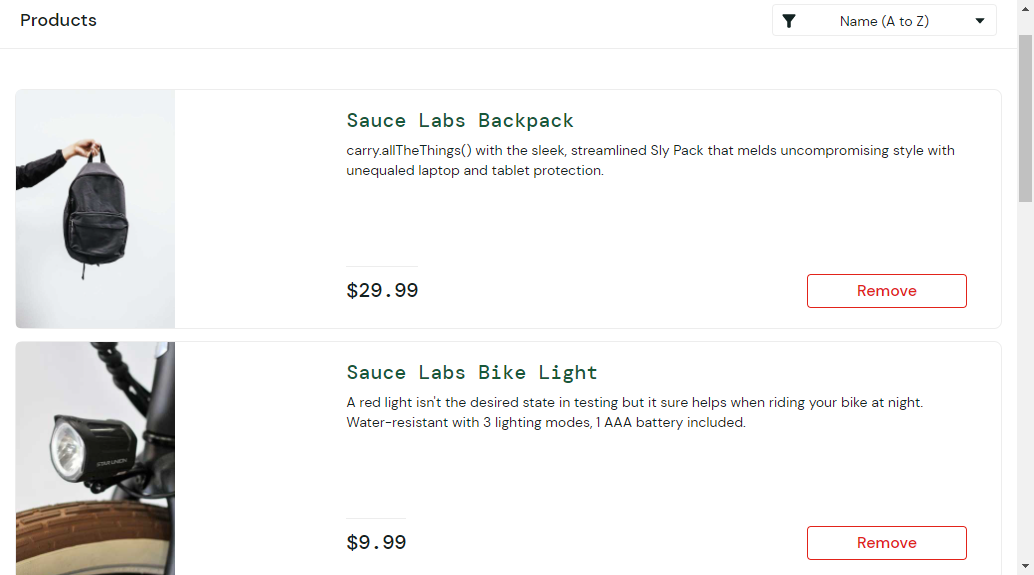 Products
Name (A to Z)
Sauce Labs Backpack
carry.allTheThings() with the sleek, streamlined Sly Pack that melds uncompromising style with
unequaled laptop and tablet protection.
$29.99
Remove
Sauce Labs Bike Light
A red light isn't the desired state in testing but it sure helps when riding your bike at night.
Water-resistant with 3 lighting modes, 1 AAA battery included.
$9.99
Remove